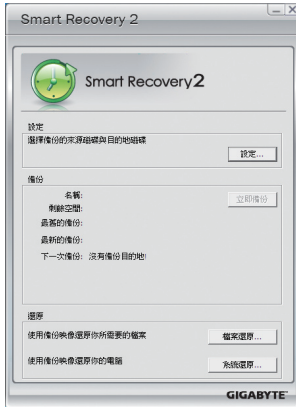 Smart Recovery 2
Smart Recovery2
設定
選擇備份的來源磁碟與目的地磁碟
設定...
備份
名稱:
立即備份
剩餘空間:
最舊的備份:
最新的備份:
下一次備份: 沒有備份目的地!
還原
使用備份映像還原你所需要的檔案
檔案還原...
使用備份映像還原你的電腦
系統還原...
GIGABYTE™